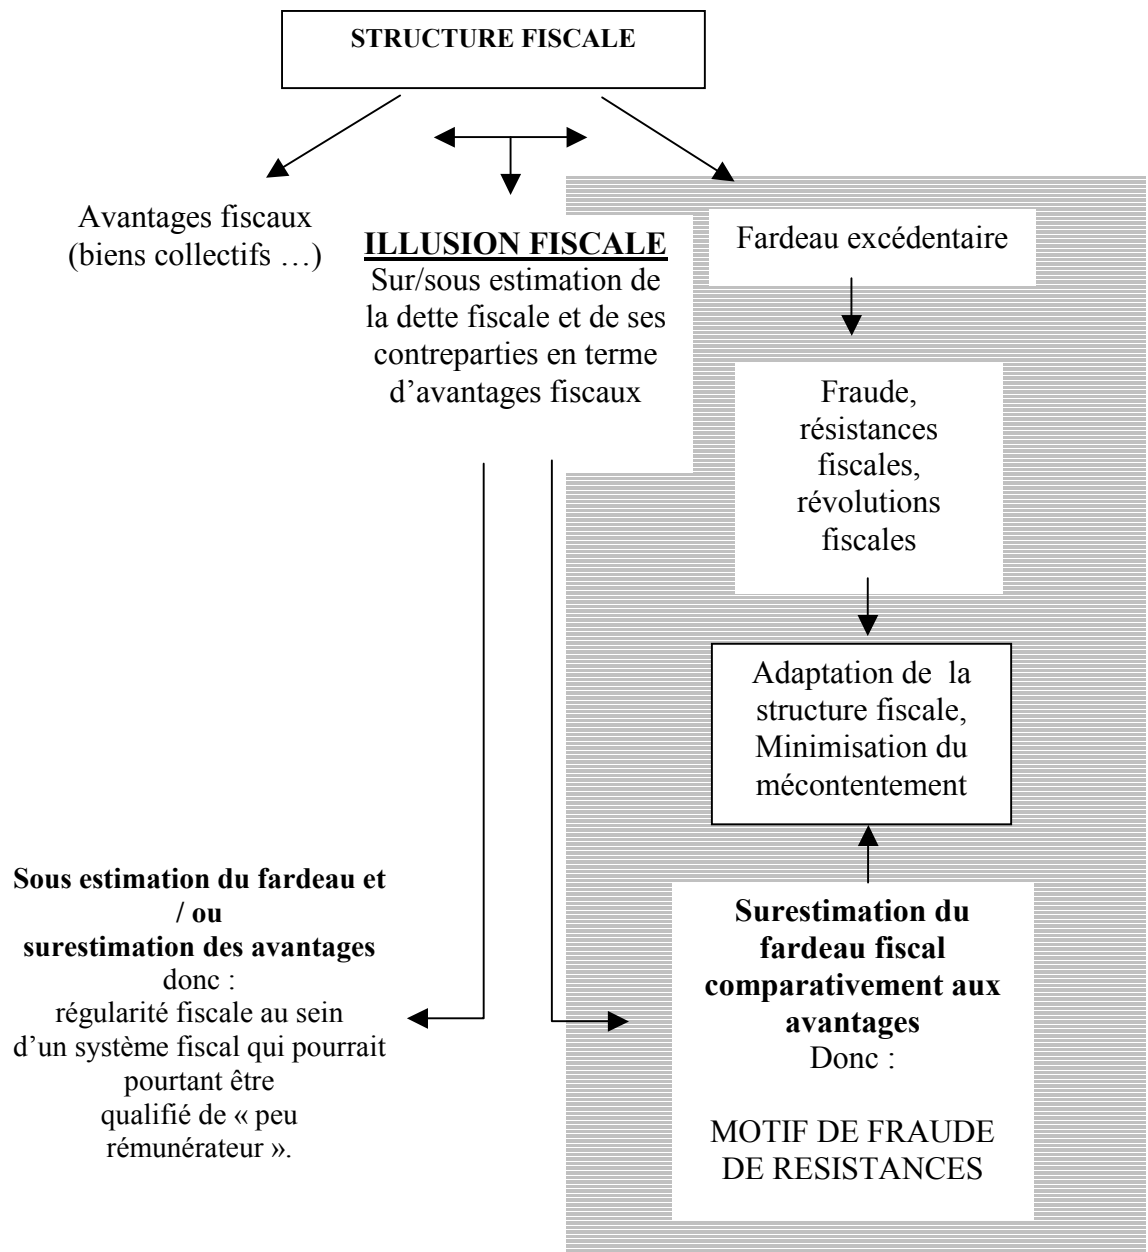 STRUCTURE FISCALE
Avantages fiscaux
(biens collectifs …)
ILLUSION FISCALE
Sur/sous estimation de
la dette fiscale et de ses
contreparties en terme
d’avantages fiscaux
Fardeau excédentaire
Fraude,
résistances
fiscales,
révolutions
fiscales
Adaptation de la
structure fiscale,
Minimisation du
mécontentement
Sous estimation du fardeau et
/ ou
surestimation des avantages
donc :
régularité fiscale au sein
d’un système fiscal qui pourrait
pourtant être
qualifié de « peu
rémunérateur ».
Surestimation du
fardeau fiscal
comparativement aux
avantages
Donc :
MOTIF DE FRAUDE
DE RESISTANCES